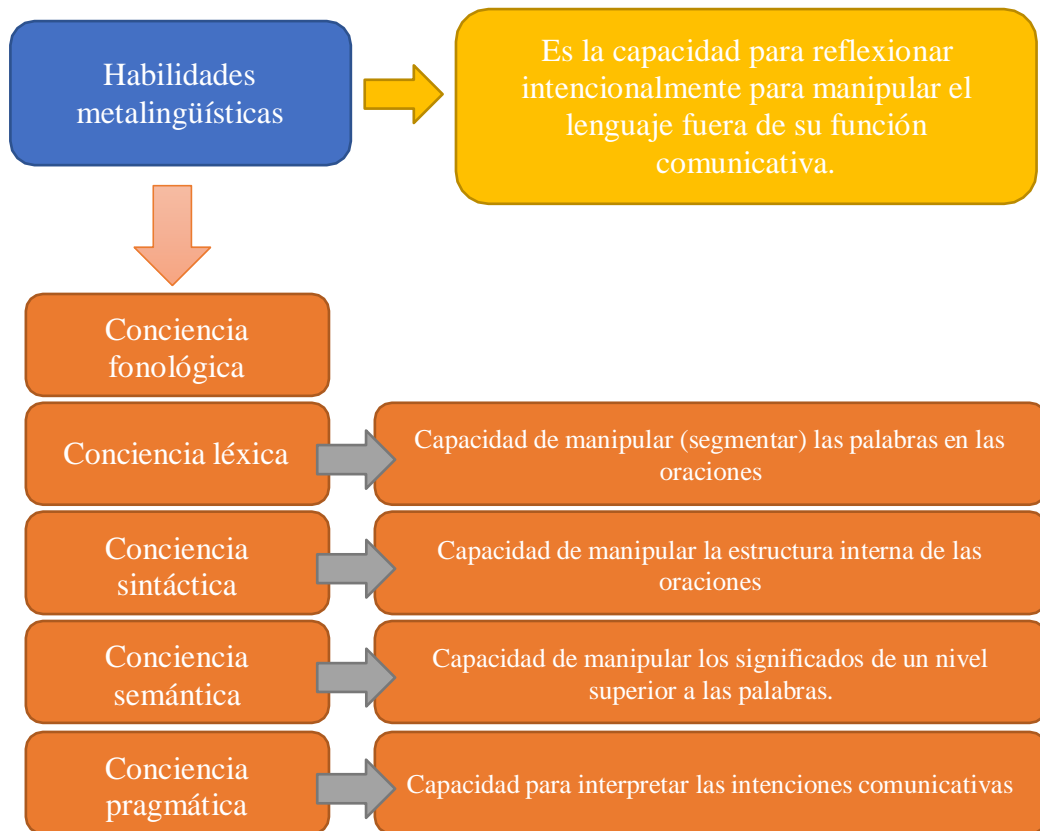 Habilidades
metalingüísticas
Es la capacidad para reflexionar
intencionalmente para manipular el
lenguaje fuera de su función
comunicativa.
Conciencia
fonológica
Conciencia léxica
Capacidad de manipular (segmentar) las palabras en las
oraciones
Conciencia
sintáctica
Capacidad de manipular la estructura interna de las
oraciones
Conciencia
semántica
Capacidad de manipular los significados de un nivel
superior a las palabras.
Conciencia
pragmática
Capacidad para interpretar las intenciones comunicativas